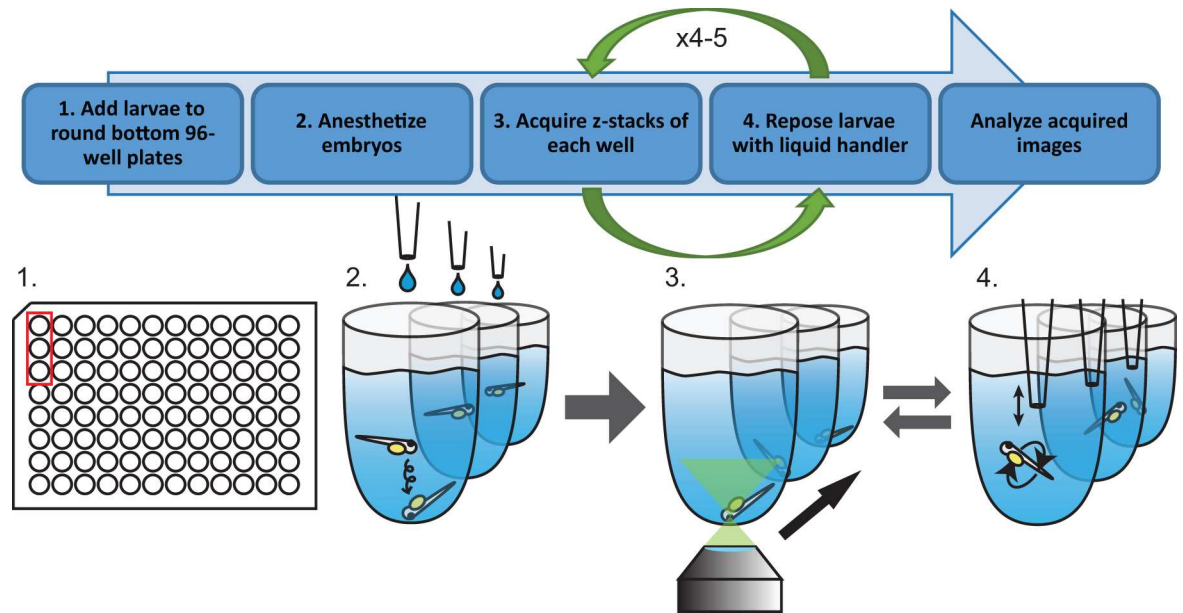 x4-5
1. Add larvae to
round bottom 96-
well plates
2. Anesthetize
embryos
3. Acquire z-stacks of
each well
4. Repose larvae
with liquid handler
Analyze acquired
images
1.
2.
3.
4.